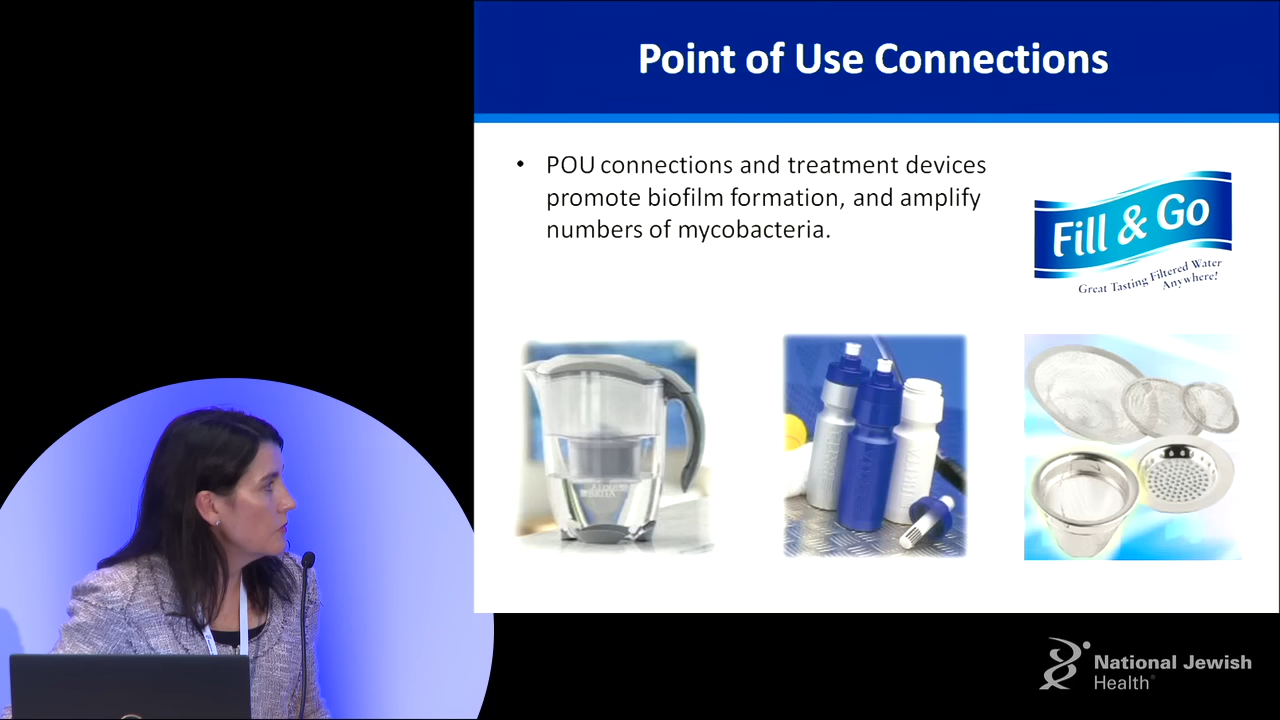 Point of Use Connections
• POU connections and treatment devices
promote biofilm formation, and amplify
numbers of mycobacteria.
Fill & Go
Great Tasting Filtered Water
Anywhere!
BRITA
National Jewish
Health®